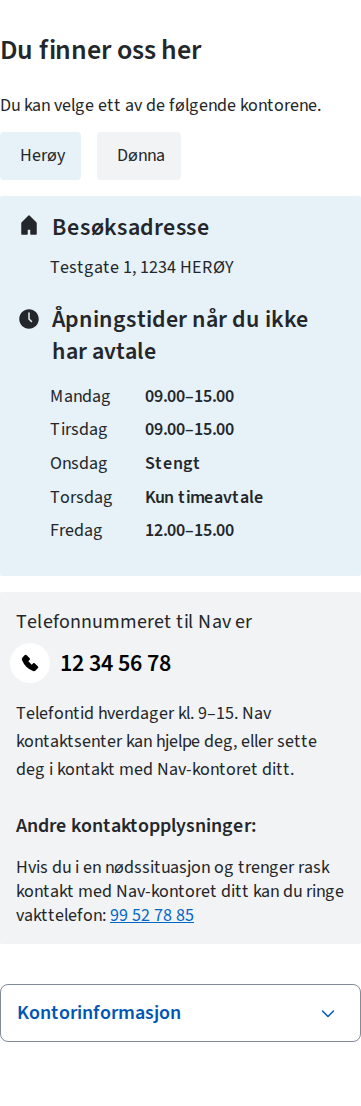 Du finner oss her
Du kan velge ett av de følgende kontorene.
Herøy Dønna
Besøksadresse
Testgate 1, 1234 HERØY
Åpningstider når du ikke
har avtale
Mandag 09.00–15.00
Tirsdag 09.00–15.00
Onsdag Stengt
Torsdag Kun timeavtale
Fredag 12.00–15.00
Telefonnummeret til Nav er
12 34 56 78
Telefontid hverdager kl. 9–15. Nav
kontaktsenter kan hjelpe deg, eller sette
deg i kontakt med Nav-kontoret ditt.
Andre kontaktopplysninger:
Hvis du i en nødssituasjon og trenger rask
kontakt med Nav-kontoret ditt kan du ringe
vakttelefon: 99 52 78 85
Kontorinformasjon